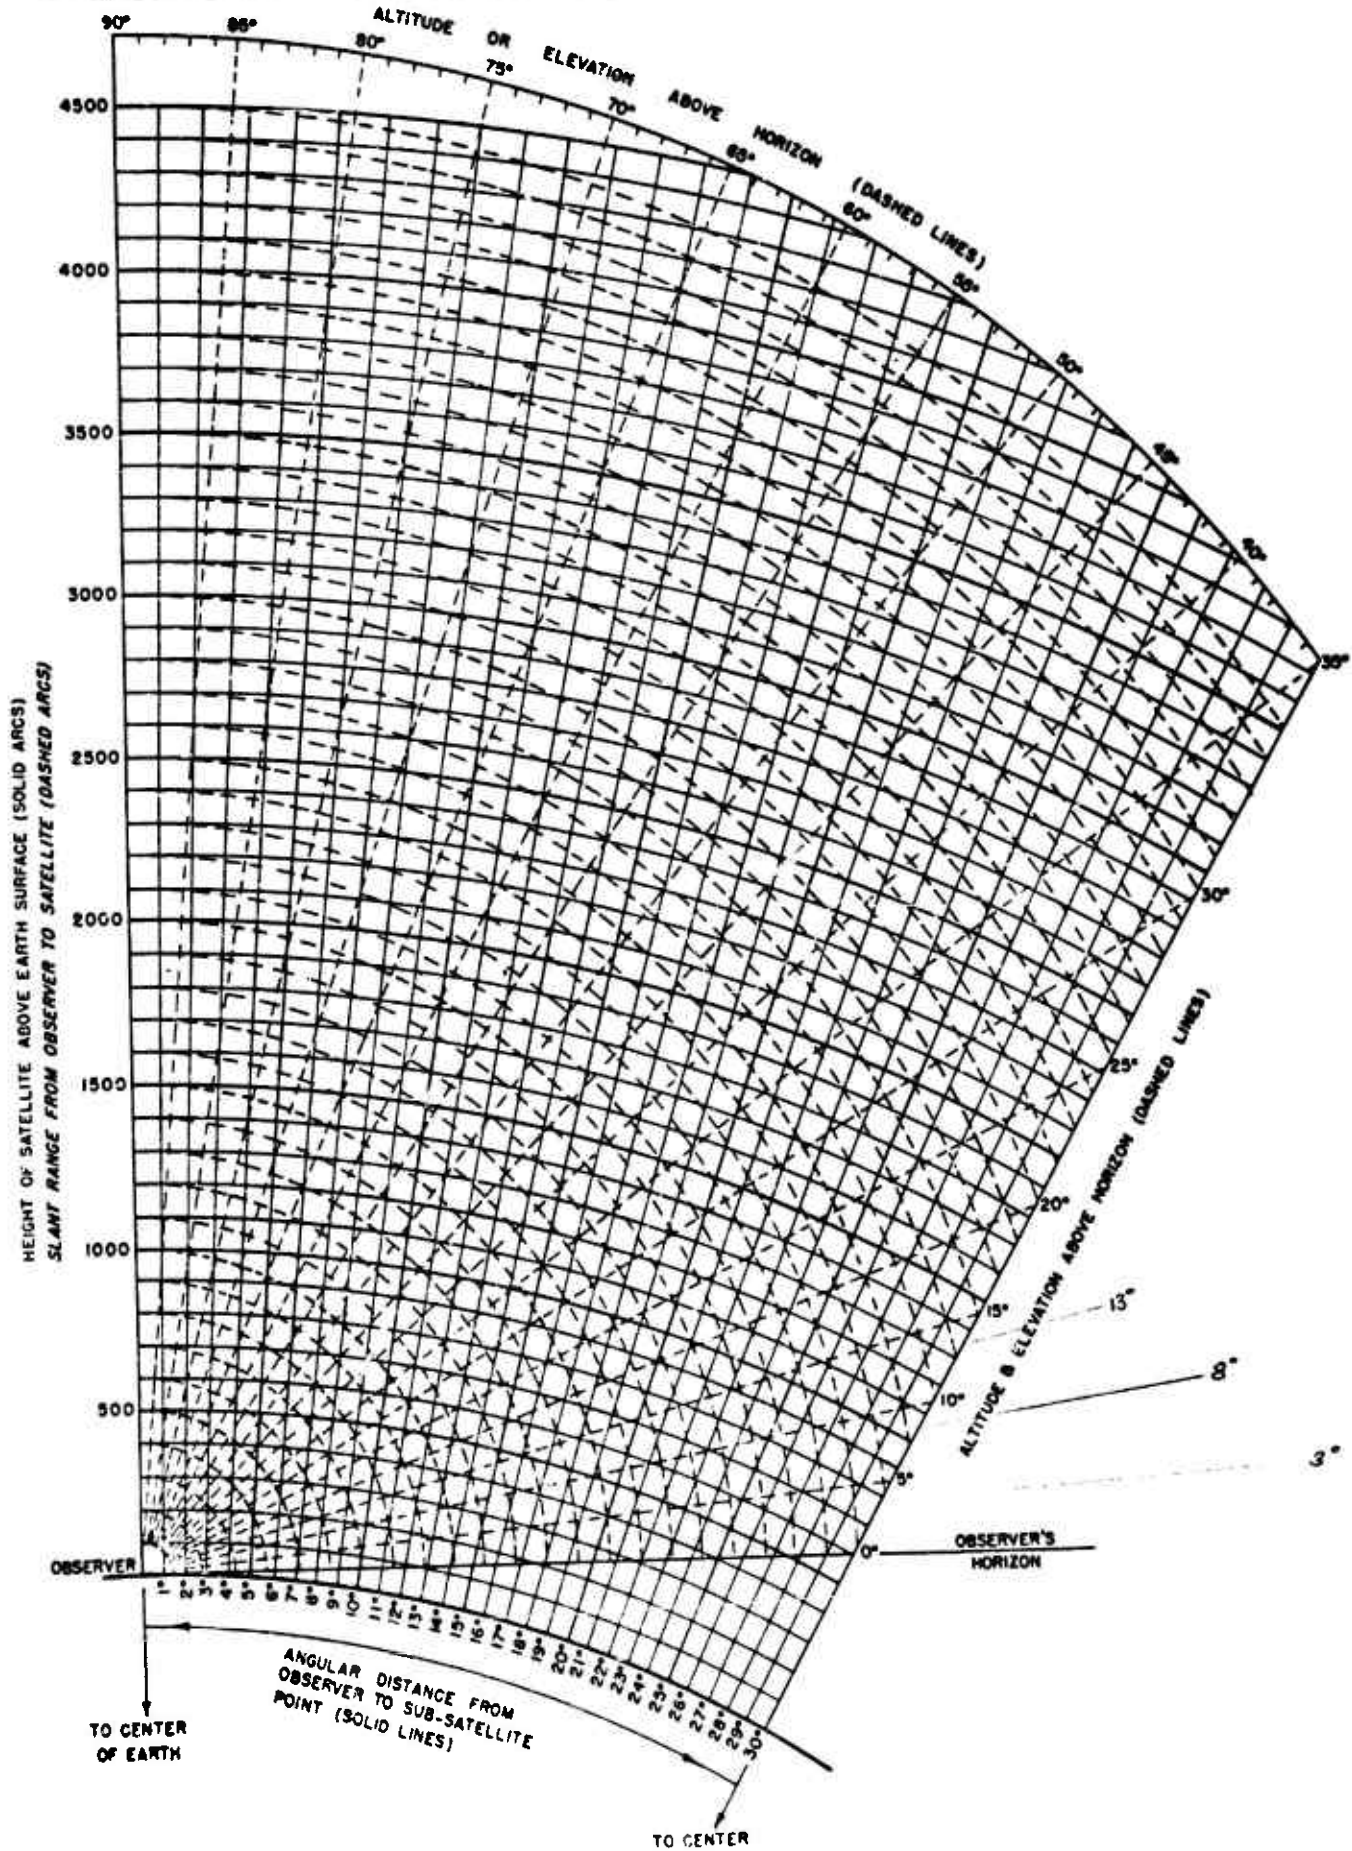 90°
85°
80°
75°
70°
65°
60°
55°
50°
45°
40°
35°
30°
25°
20°
15°
13°
10°
8°
5°
3°
0°
ALTITUDE OR ELEVATION ABOVE HORIZON (DASHED LINES)
4500
4000
3500
3000
2500
2000
1500
1000
500
OBSERVER
HEIGHT OF SATELLITE ABOVE EARTH SURFACE (SOLID ARCS)
SLANT RANGE FROM OBSERVER TO SATELLITE (DASHED ARCS)
ALTITUDE & ELEVATION ABOVE HORIZON (DASHED LINES)
OBSERVER'S
HORIZON
1° 2° 3° 4° 5° 6° 7° 8° 9° 10° 11° 12° 13° 14° 15° 16° 17° 18° 19° 20° 21° 22° 23° 24° 25° 26° 27° 28° 29° 30°
ANGULAR DISTANCE FROM
OBSERVER TO SUB-SATELLITE
POINT (SOLID LINES)
TO CENTER
OF EARTH
TO CENTER